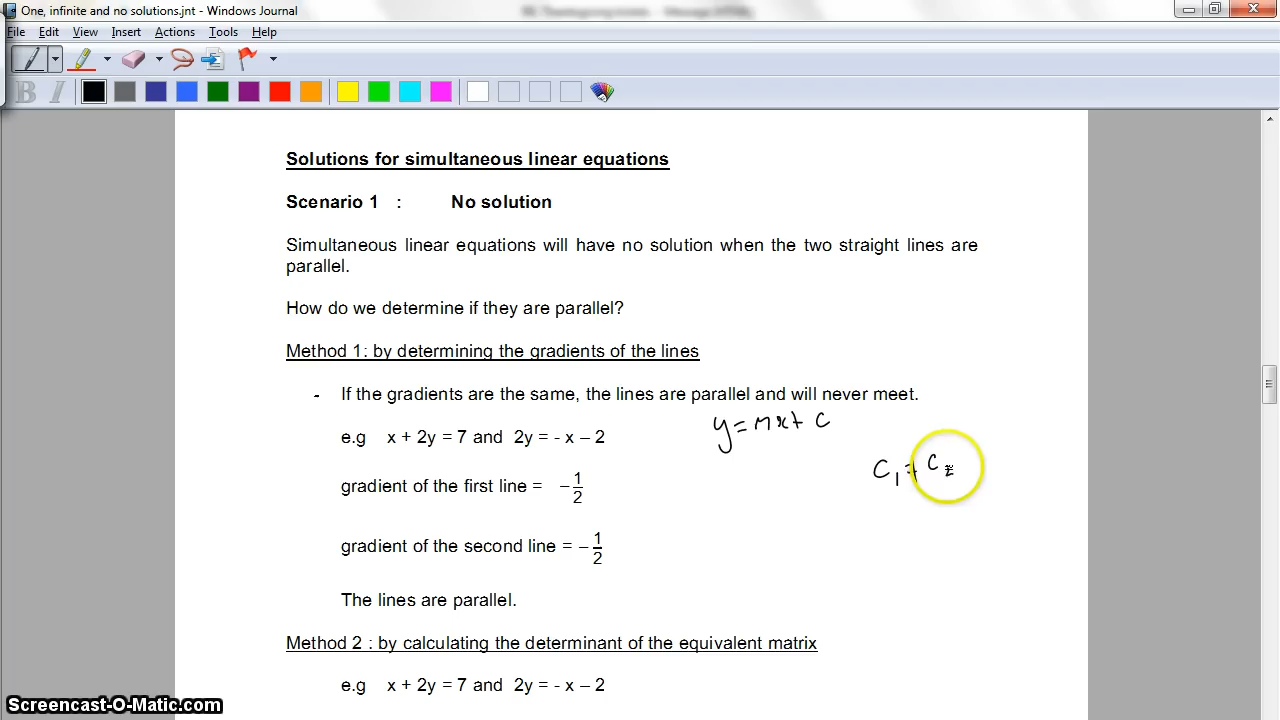 One, infinite and no solutions.jnt - Windows Journal
File Edit View Insert Actions Tools Help
B I
Solutions for simultaneous linear equations
Scenario 1 : No solution
Simultaneous linear equations will have no solution when the two straight lines are
parallel.
How do we determine if they are parallel?
Method 1: by determining the gradients of the lines
- If the gradients are the same, the lines are parallel and will never meet.
y = mx + c
e.g x + 2y = 7 and 2y = - x – 2
C₁ ≠ C₂
gradient of the first line = –1/2
gradient of the second line = –1/2
The lines are parallel.
Method 2 : by calculating the determinant of the equivalent matrix
e.g x + 2y = 7 and 2y = - x – 2
Screencast-O-Matic.com